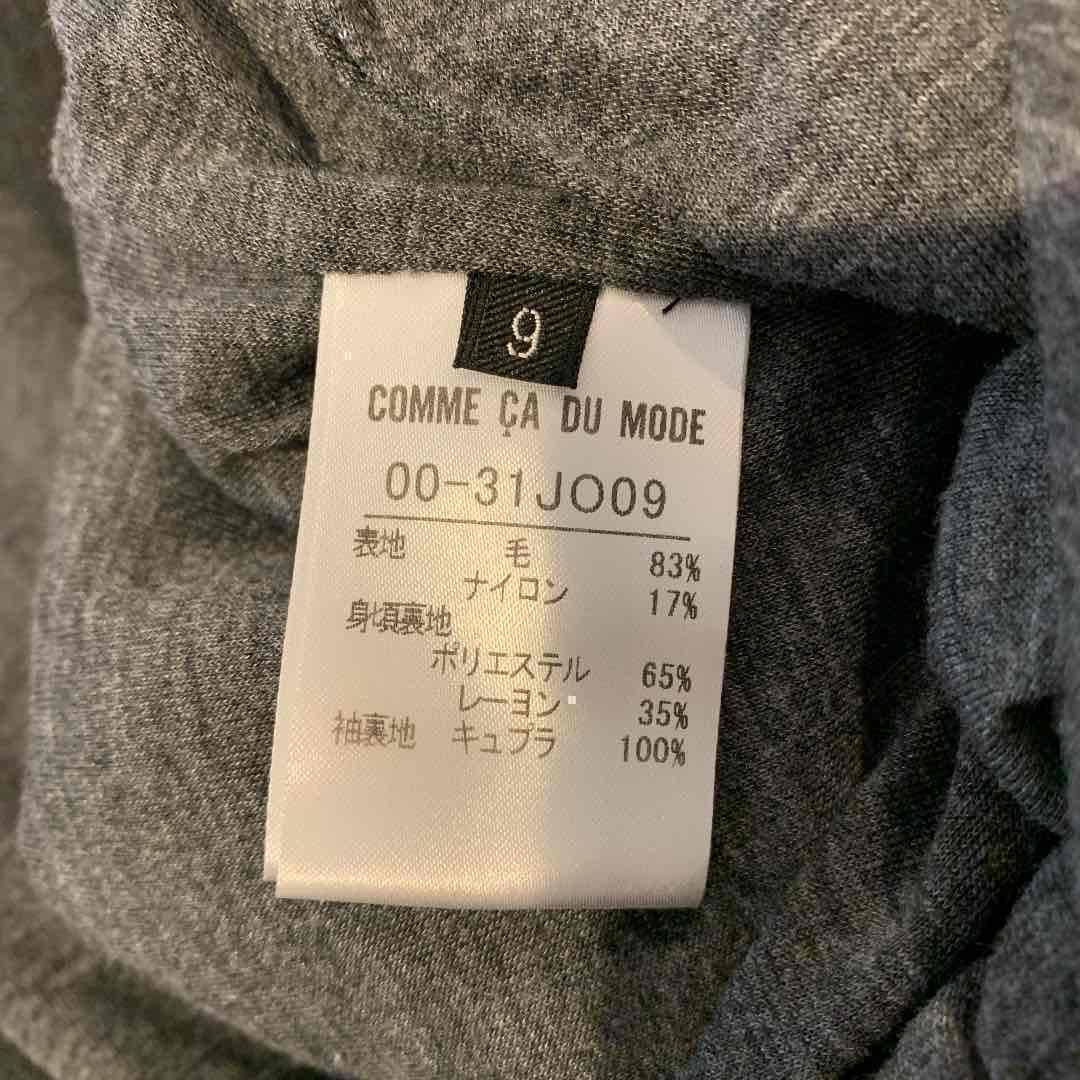 9
COMME ÇA DU MODE
00-31JO09
表地 毛 83%
ナイロン 17%
身頃裏地
ポリエステル 65%
レーヨン 35%
袖裏地 キュプラ 100%